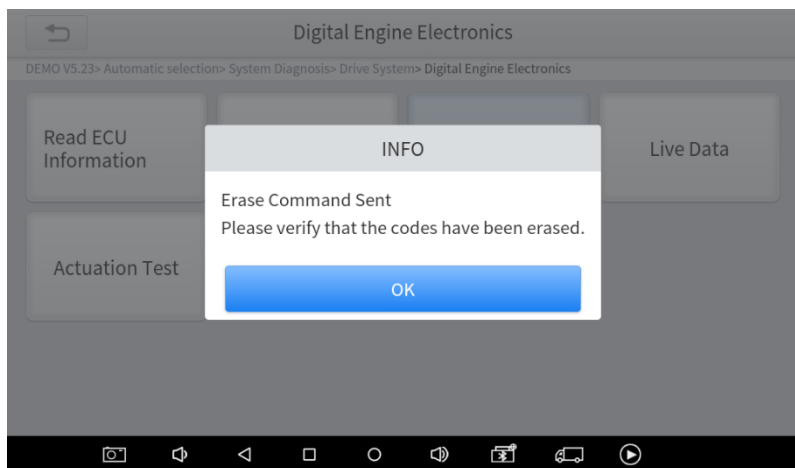 Digital Engine Electronics
DEMO V5.23> Automatic selection> System Diagnosis> Drive System> Digital Engine Electronics
Read ECU
Information
Live Data
INFO
Erase Command Sent
Please verify that the codes have been erased.
OK
Actuation Test